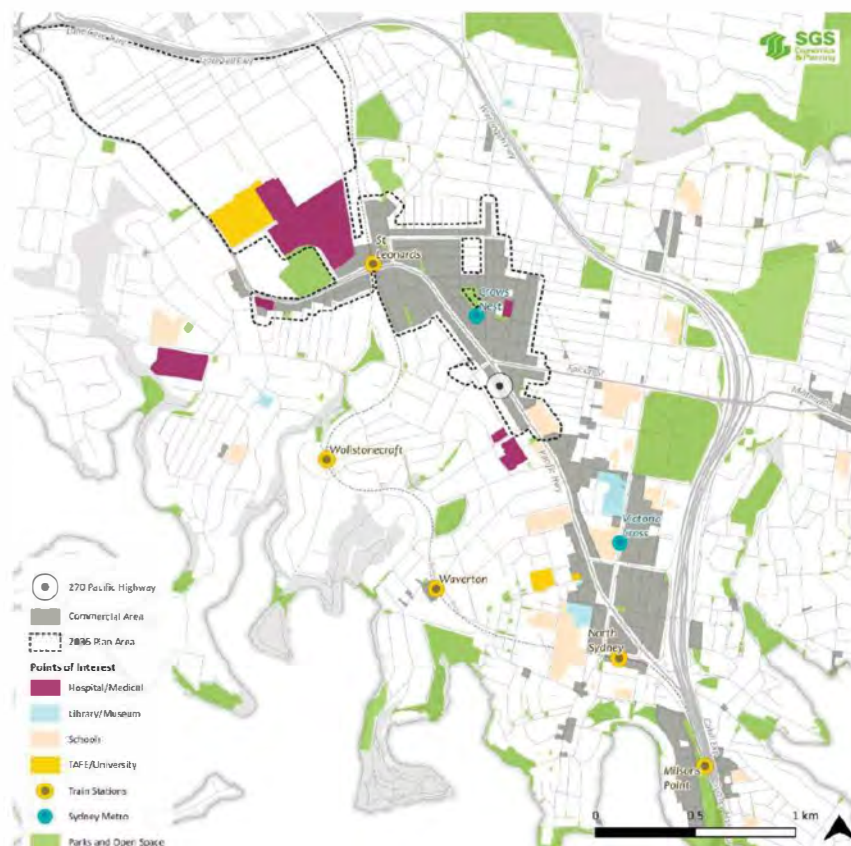 SGS
Economics
& Planning
St
Leonards
Crows
Nest
Wollstonecraft
Pacific Hwy
Victoria
Cross
Waverton
North
Sydney
Milsons
Point
270 Pacific Highway
Commercial Area
2036 Plan Area
Points of Interest
Hospital/Medical
Library/Museum
Schools
TAFE/University
Train Stations
Sydney Metro
Parks and Open Space
0
0.5
1 km